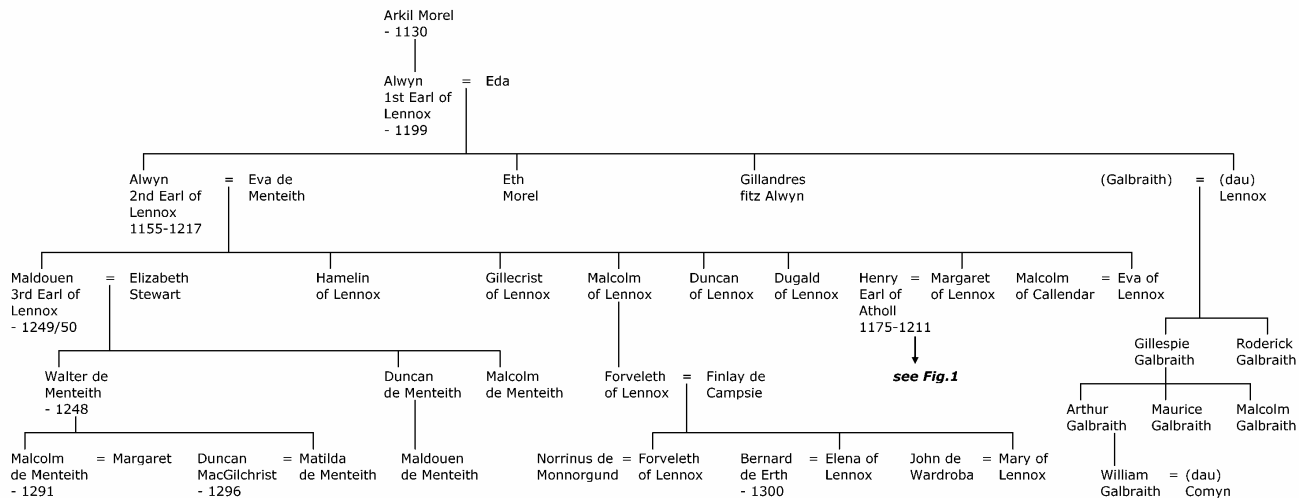 Arkil Morel
- 1130
Alwyn = Eda
1st Earl of
Lennox
- 1199
Alwyn = Eva de
2nd Earl of Menteith
Lennox
1155-1217
Eth
Morel
Gillandres
fitz Alwyn
(Galbraith) = (dau)
Lennox
Maldouen = Elizabeth
3rd Earl of Stewart
Lennox
- 1249/50
Hamelin
of Lennox
Gillecrist
of Lennox
Malcolm
of Lennox
Duncan
of Lennox
Dugald
of Lennox
Henry = Margaret
Earl of of Lennox
Atholl
1175-1211
Malcolm = Eva of
of Callendar Lennox
see Fig.1
Gillespie
Galbraith
Roderick
Galbraith
Walter de
Menteith
- 1248
Duncan
de Menteith
Malcolm
de Menteith
Forveleth = Finlay de
of Lennox Campsie
Arthur
Galbraith
Maurice
Galbraith
Malcolm
Galbraith
Malcolm = Margaret
de Menteith
- 1291
Duncan = Matilda
MacGilchrist de Menteith
- 1296
Maldouen
de Menteith
Norrinus de = Forveleth
Monnorgund of Lennox
Bernard = Elena of
de Erth Lennox
- 1300
John de = Mary of
Wardroba Lennox
William = (dau)
Galbraith Comyn